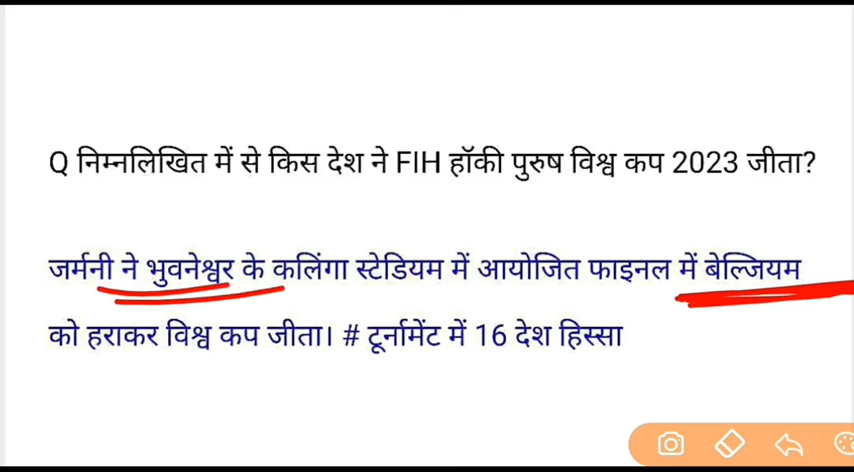 Q निम्नलिखित में से किस देश ने FIH हॉकी पुरुष विश्व कप 2023 जीता?
जर्मनी ने भुवनेश्वर के कलिंगा स्टेडियम में आयोजित फाइनल में बेल्जियम
को हराकर विश्व कप जीता। # टूर्नामेंट में 16 देश हिस्सा